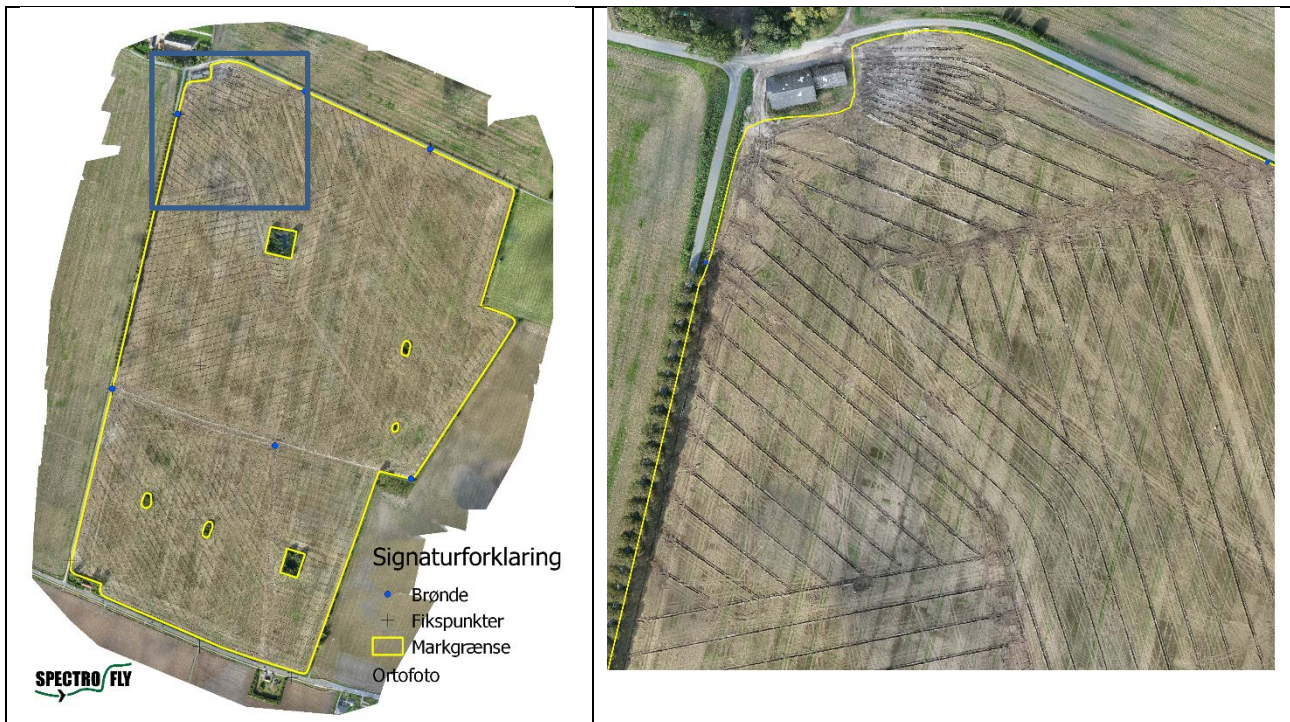 Signaturforklaring
Brønde
Fikspunkter
Markgrænse
Ortofoto
SPECTRO FLY